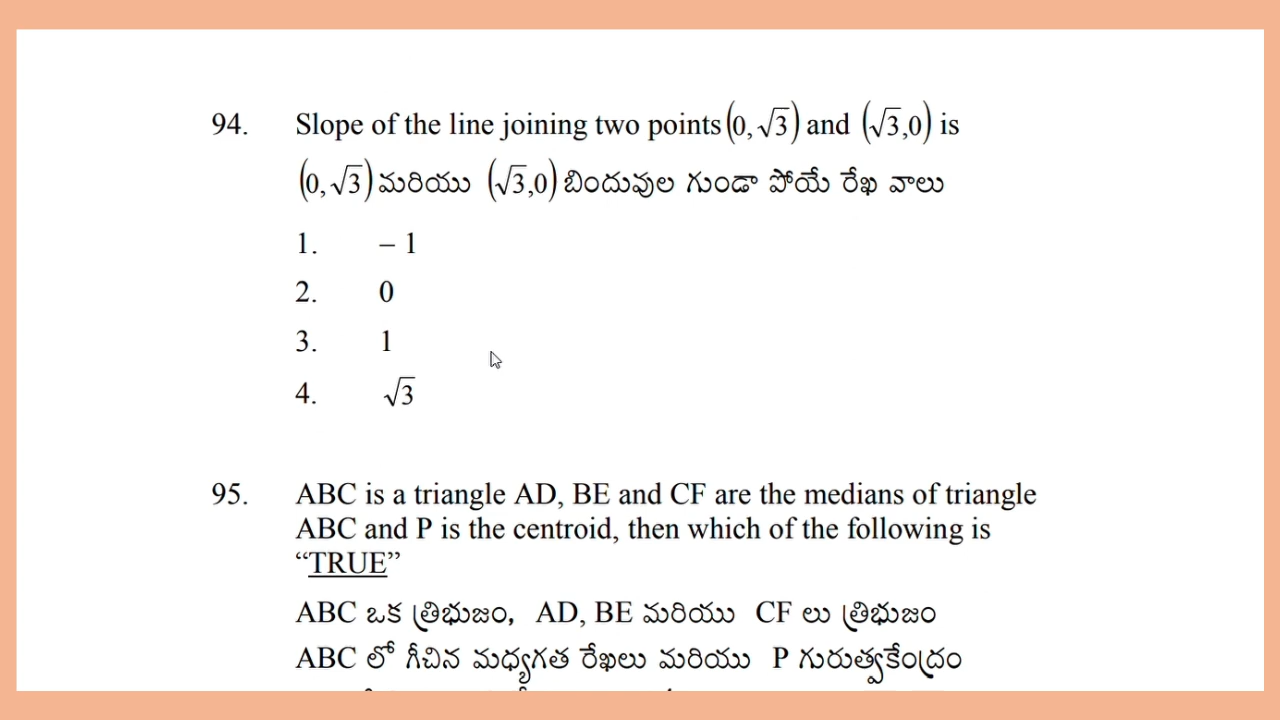 94. Slope of the line joining two points (0, √3) and (√3,0) is
(0, √3) మరియు (√3,0) బిందువుల గుండా పోయే రేఖ వాలు
1. – 1
2. 0
3. 1
4. √3
95. ABC is a triangle AD, BE and CF are the medians of triangle
ABC and P is the centroid, then which of the following is
“TRUE”
ABC ఒక త్రిభుజం, AD, BE మరియు CF లు త్రిభుజం
ABC లో గీచిన మధ్యగత రేఖలు మరియు P గురుత్వకేంద్రం